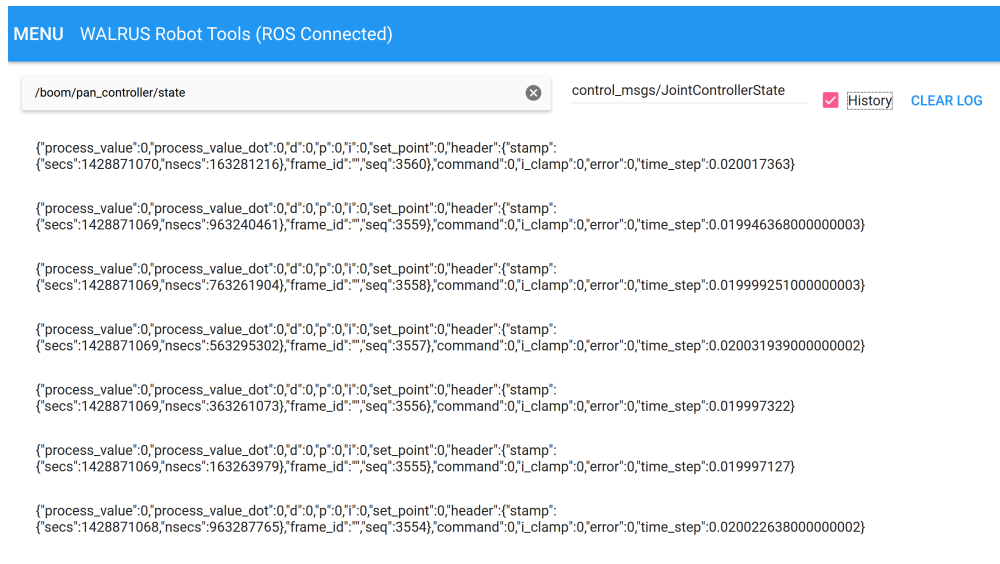 MENU WALRUS Robot Tools (ROS Connected)
/boom/pan_controller/state control_msgs/JointControllerState History CLEAR LOG
{"process_value":0,"process_value_dot":0,"d":0,"p":0,"i":0,"set_point":0,"header":{"stamp":
{"secs":1428871070,"nsecs":163281216},"frame_id":"","seq":3560},"command":0,"i_clamp":0,"error":0,"time_step":0.020017363}
{"process_value":0,"process_value_dot":0,"d":0,"p":0,"i":0,"set_point":0,"header":{"stamp":
{"secs":1428871069,"nsecs":963240461},"frame_id":"","seq":3559},"command":0,"i_clamp":0,"error":0,"time_step":0.019946368000000003}
{"process_value":0,"process_value_dot":0,"d":0,"p":0,"i":0,"set_point":0,"header":{"stamp":
{"secs":1428871069,"nsecs":763261904},"frame_id":"","seq":3558},"command":0,"i_clamp":0,"error":0,"time_step":0.019999251000000003}
{"process_value":0,"process_value_dot":0,"d":0,"p":0,"i":0,"set_point":0,"header":{"stamp":
{"secs":1428871069,"nsecs":563295302},"frame_id":"","seq":3557},"command":0,"i_clamp":0,"error":0,"time_step":0.020031939000000002}
{"process_value":0,"process_value_dot":0,"d":0,"p":0,"i":0,"set_point":0,"header":{"stamp":
{"secs":1428871069,"nsecs":363261073},"frame_id":"","seq":3556},"command":0,"i_clamp":0,"error":0,"time_step":0.019997322}
{"process_value":0,"process_value_dot":0,"d":0,"p":0,"i":0,"set_point":0,"header":{"stamp":
{"secs":1428871069,"nsecs":163263979},"frame_id":"","seq":3555},"command":0,"i_clamp":0,"error":0,"time_step":0.019997127}
{"process_value":0,"process_value_dot":0,"d":0,"p":0,"i":0,"set_point":0,"header":{"stamp":
{"secs":1428871068,"nsecs":963287765},"frame_id":"","seq":3554},"command":0,"i_clamp":0,"error":0,"time_step":0.020022638000000002}